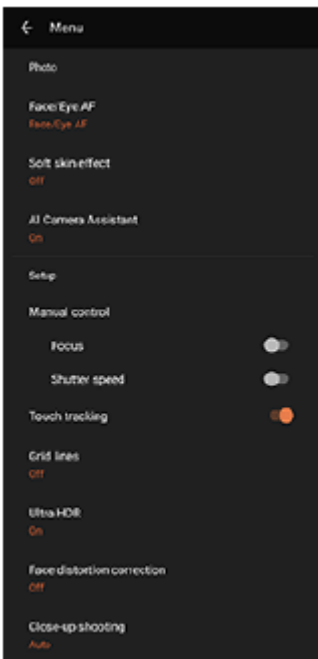 Menu
Photo
Face/Eye AF
Face/Eye AF
Soft skin effect
Off
AI Camera Assistant
On
Setup
Manual control
Focus
Shutter speed
Touch tracking
Grid lines
Off
Ultra HDR
On
Face distortion correction
Off
Close-up shooting
Auto